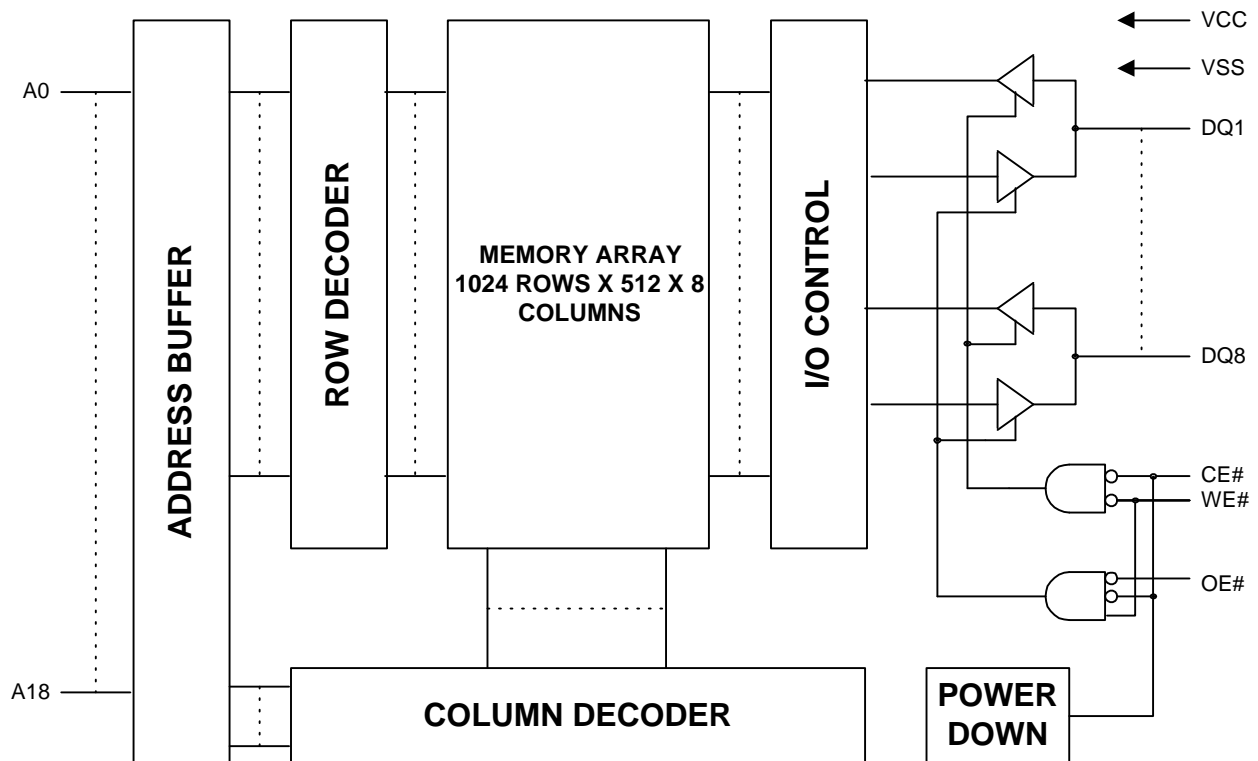 VCC
VSS
A0
DQ1
ADDRESS BUFFER
ROW DECODER
MEMORY ARRAY
1024 ROWS X 512 X 8
COLUMNS
I/O CONTROL
DQ8
CE#
WE#
OE#
A18
COLUMN DECODER
POWER
DOWN